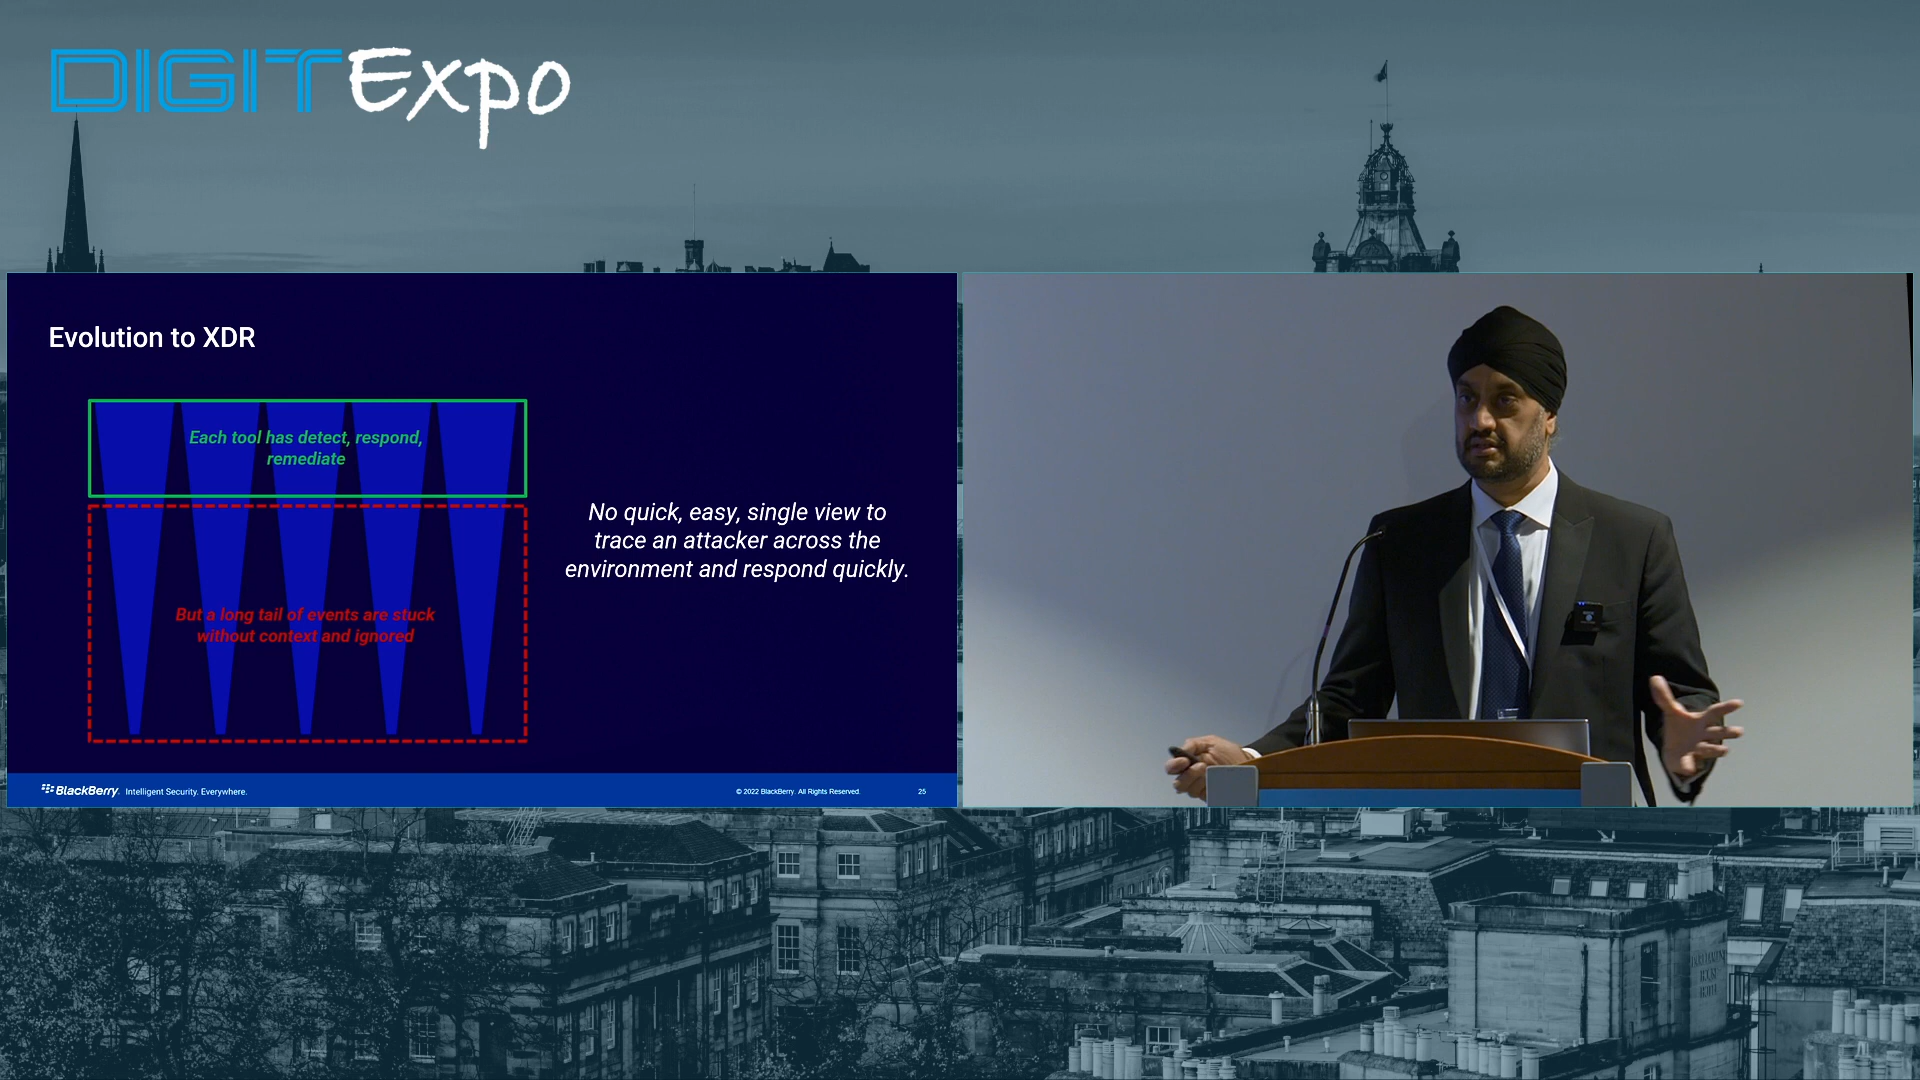 DIGITExpo
Evolution to XDR
Each tool has detect, respond,
remediate
But a long tail of events are stuck
without context and ignored
No quick, easy, single view to
trace an attacker across the
environment and respond quickly.
BlackBerry. Intelligent Security. Everywhere.
© 2022 BlackBerry. All Rights Reserved.
25